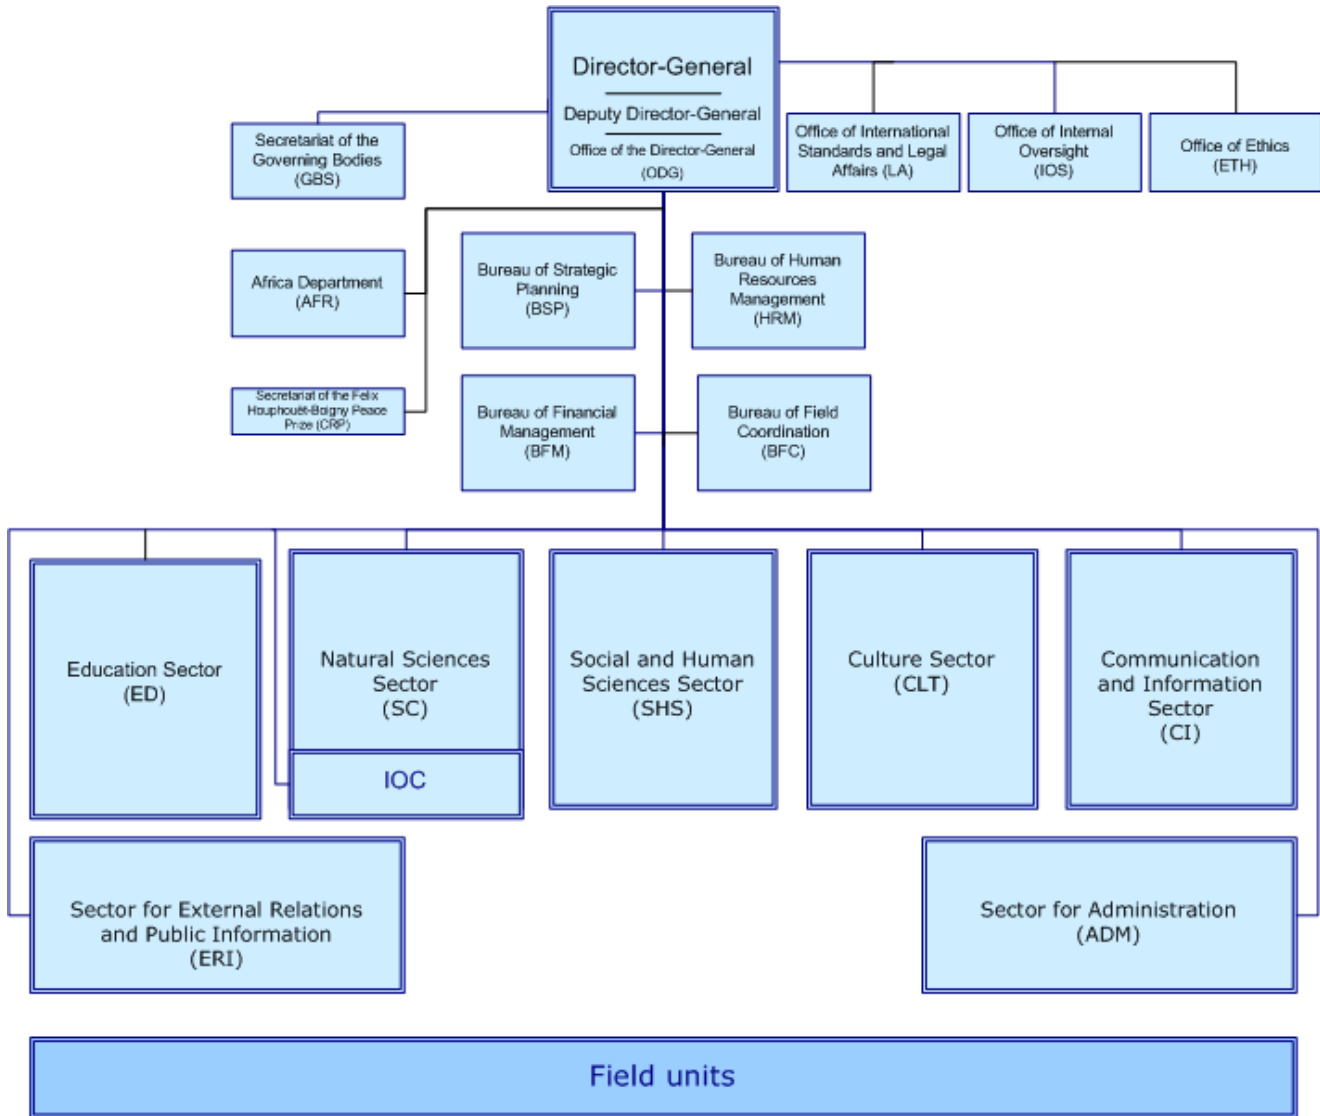 Director-General
Deputy Director-General
Office of the Director-General
(ODG)
Secretariat of the
Governing Bodies
(GBS)
Office of International
Standards and Legal
Affairs (LA)
Office of Internal
Oversight
(IOS)
Office of Ethics
(ETH)
Africa Department
(AFR)
Bureau of Strategic
Planning
(BSP)
Bureau of Human
Resources
Management
(HRM)
Secretariat of the Felix
Houphouët-Boigny Peace
Prize (CRP)
Bureau of Financial
Management
(BFM)
Bureau of Field
Coordination
(BFC)
Education Sector
(ED)
Natural Sciences
Sector
(SC)
IOC
Social and Human
Sciences Sector
(SHS)
Culture Sector
(CLT)
Communication
and Information
Sector
(CI)
Sector for External Relations
and Public Information
(ERI)
Sector for Administration
(ADM)
Field units